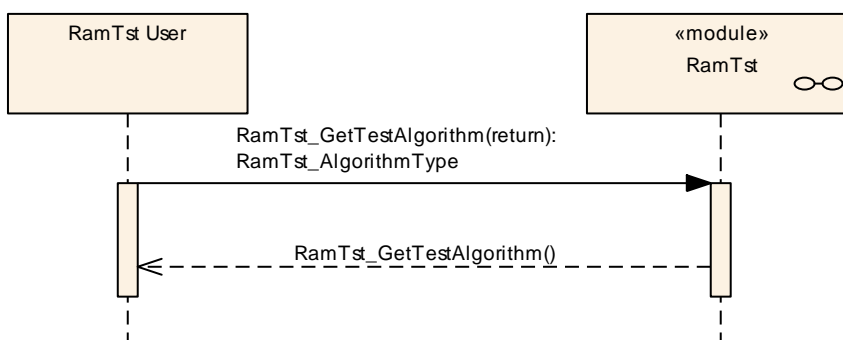 RamTst User
«module»
RamTst
RamTst_GetTestAlgorithm(return):
RamTst_AlgorithmType
RamTst_GetTestAlgorithm()